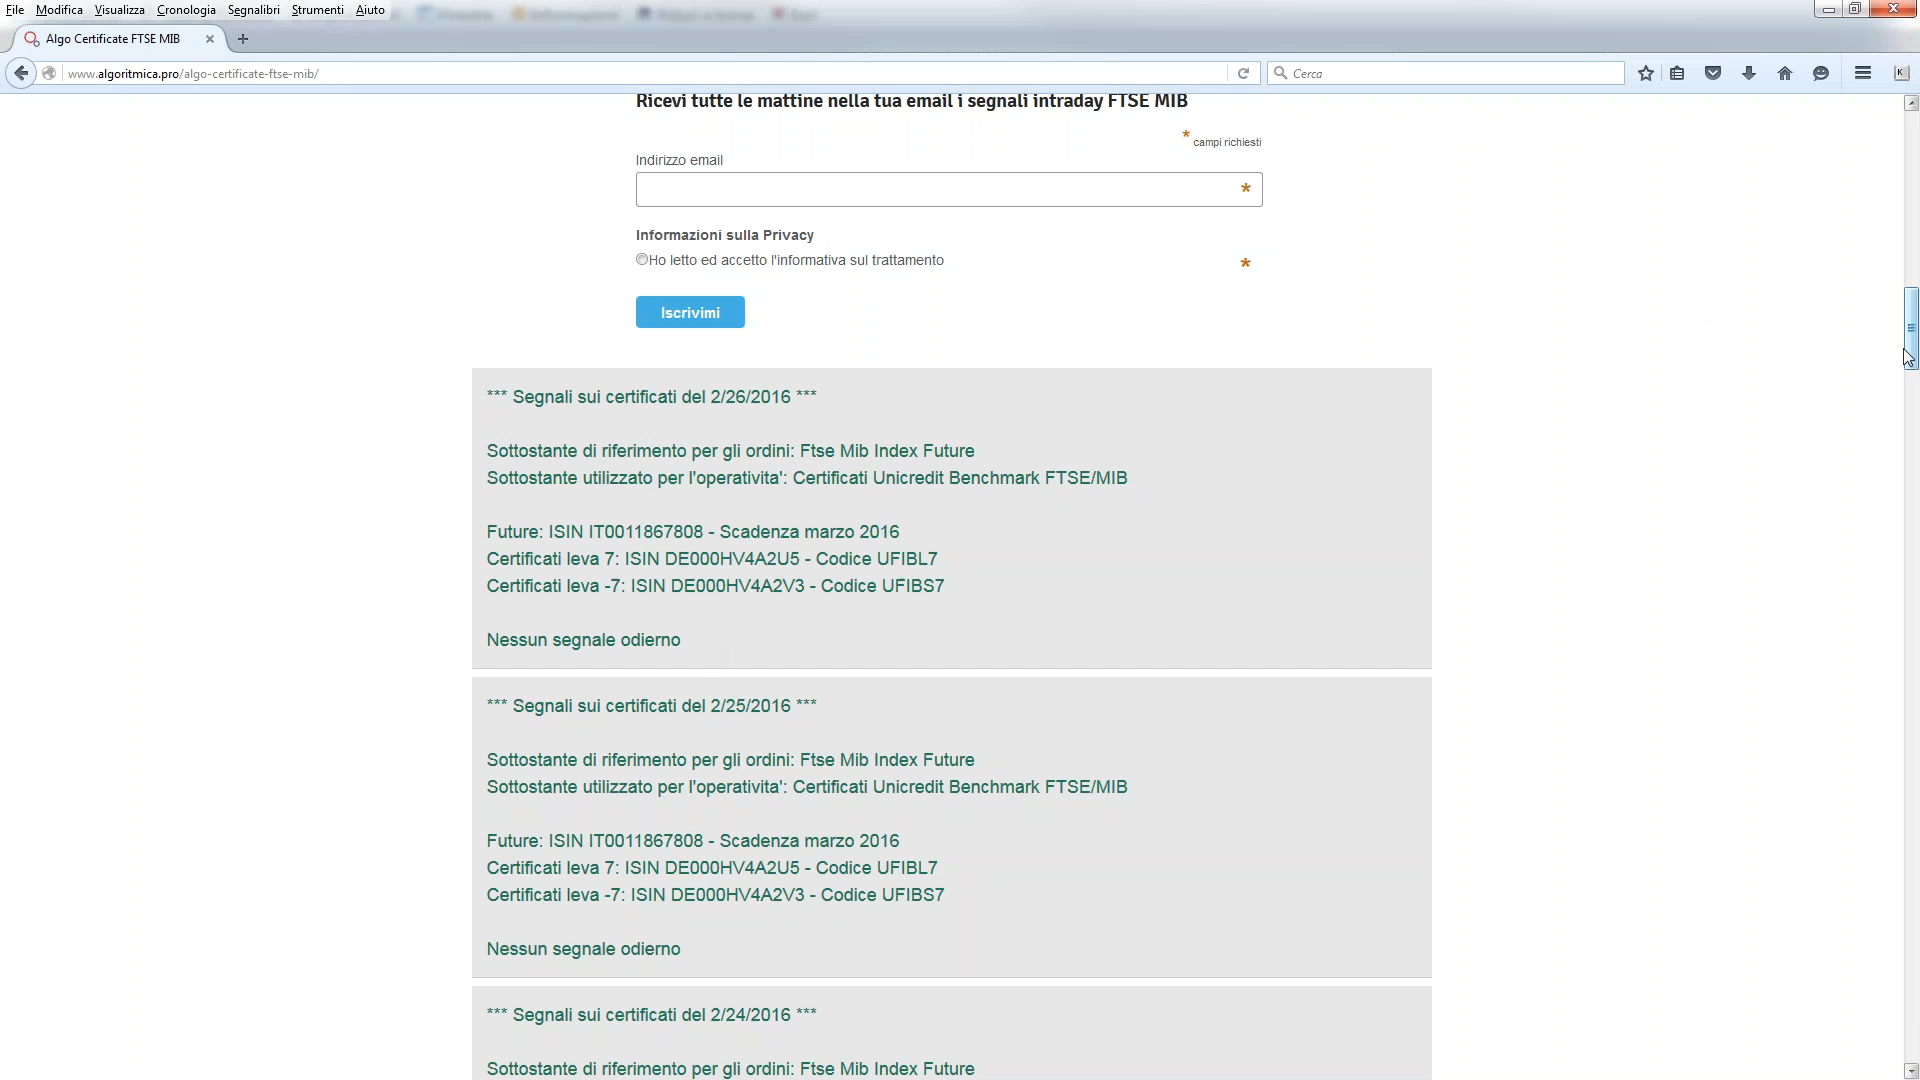 File Modifica Visualizza Cronologia Segnalibri Strumenti Aiuto
Algo Certificate FTSE MIB
www.algoritmica.pro/algo-certificate-ftse-mib/
Cerca
Ricevi tutte le mattine nella tua email i segnali intraday FTSE MIB
* campi richiesti
Indirizzo email
*
Informazioni sulla Privacy
Ho letto ed accetto l'informativa sul trattamento *
Iscrivimi
*** Segnali sui certificati del 2/26/2016 ***
Sottostante di riferimento per gli ordini: Ftse Mib Index Future
Sottostante utilizzato per l'operativita': Certificati Unicredit Benchmark FTSE/MIB
Future: ISIN IT0011867808 - Scadenza marzo 2016
Certificati leva 7: ISIN DE000HV4A2U5 - Codice UFIBL7
Certificati leva -7: ISIN DE000HV4A2V3 - Codice UFIBS7
Nessun segnale odierno
*** Segnali sui certificati del 2/25/2016 ***
Sottostante di riferimento per gli ordini: Ftse Mib Index Future
Sottostante utilizzato per l'operativita': Certificati Unicredit Benchmark FTSE/MIB
Future: ISIN IT0011867808 - Scadenza marzo 2016
Certificati leva 7: ISIN DE000HV4A2U5 - Codice UFIBL7
Certificati leva -7: ISIN DE000HV4A2V3 - Codice UFIBS7
Nessun segnale odierno
*** Segnali sui certificati del 2/24/2016 ***
Sottostante di riferimento per gli ordini: Ftse Mib Index Future